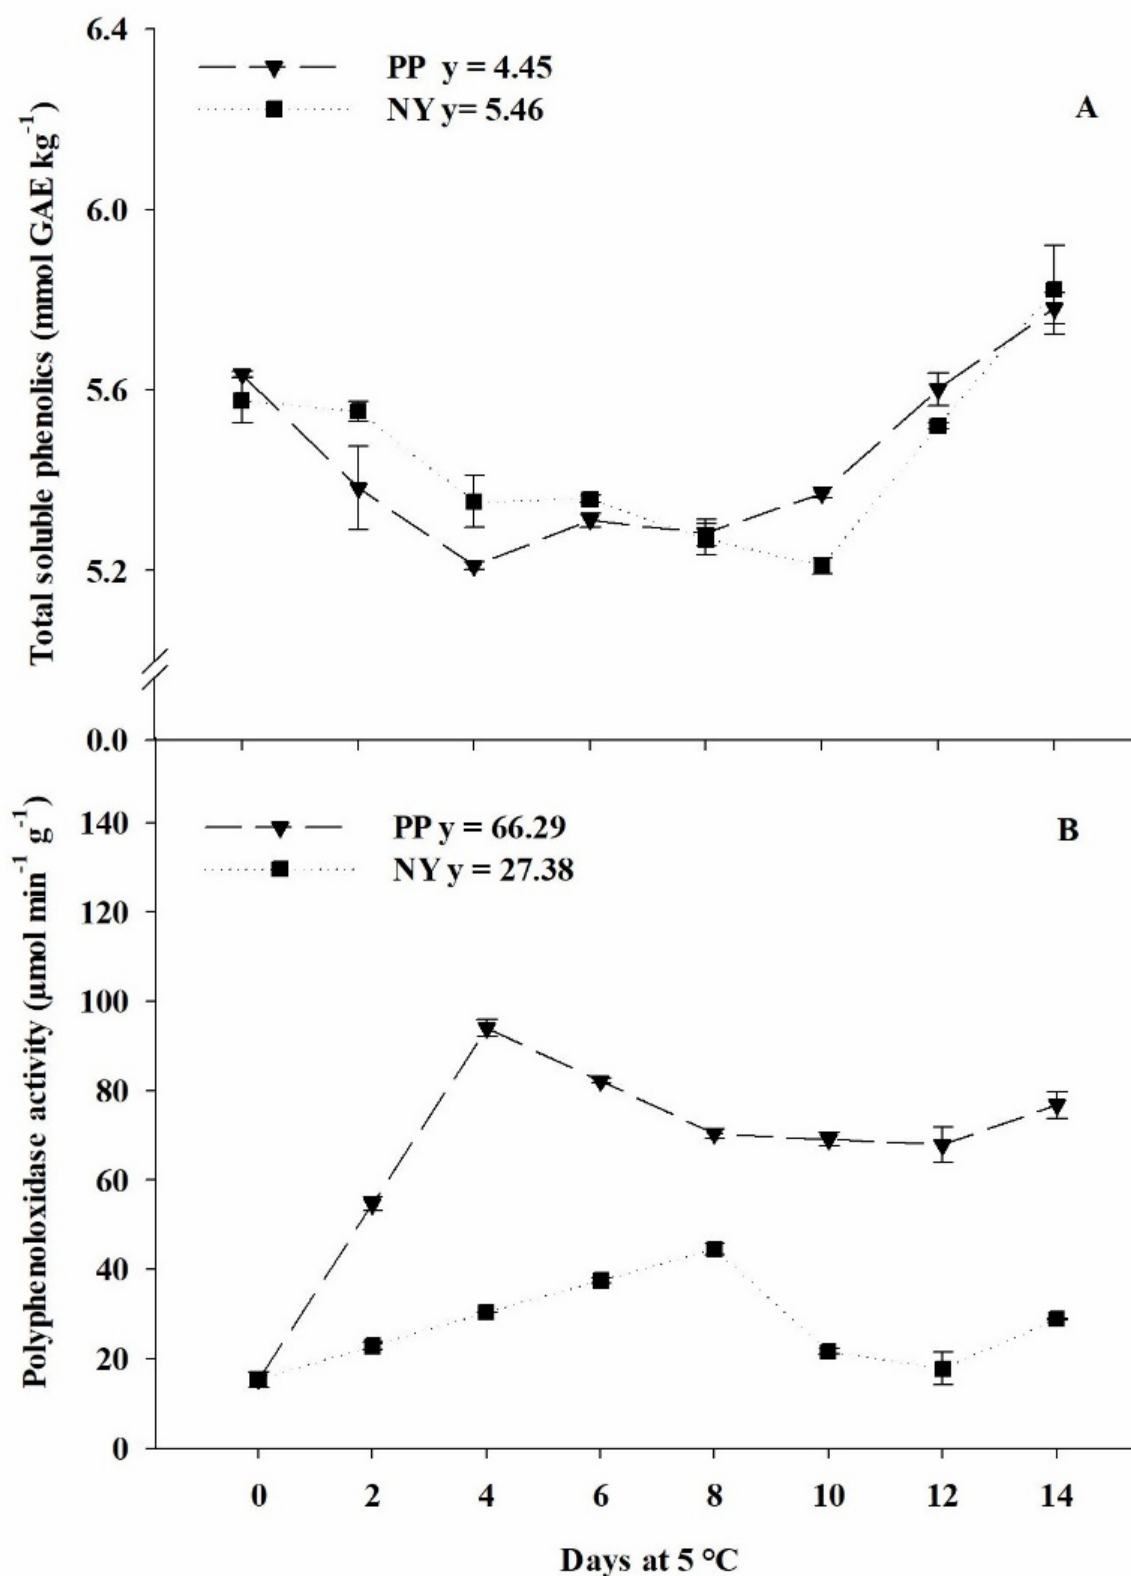 6.4
PP y = 4.45
NY y= 5.46
A
6.0
5.6
5.2
0.0
Total soluble phenolics (mmol GAE kg⁻¹)
140
PP y = 66.29
B
NY y = 27.38
120
100
80
60
40
20
0
Polyphenoloxidase activity (µmol min⁻¹ g⁻¹)
0 2 4 6 8 10 12 14
Days at 5 °C